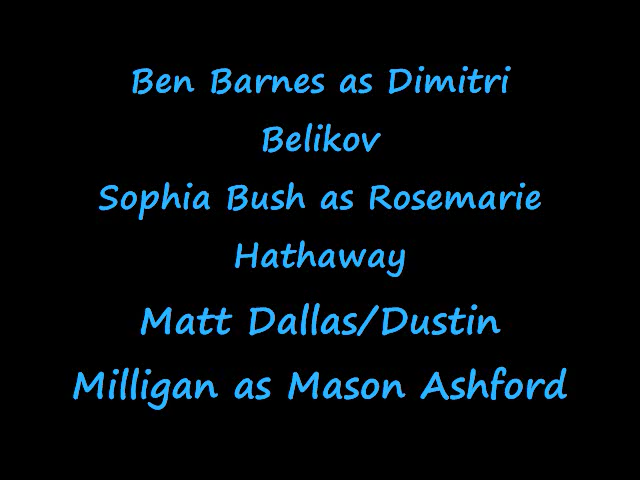 Ben Barnes as Dimitri
Belikov
Sophia Bush as Rosemarie
Hathaway
Matt Dallas/Dustin
Milligan as Mason Ashford